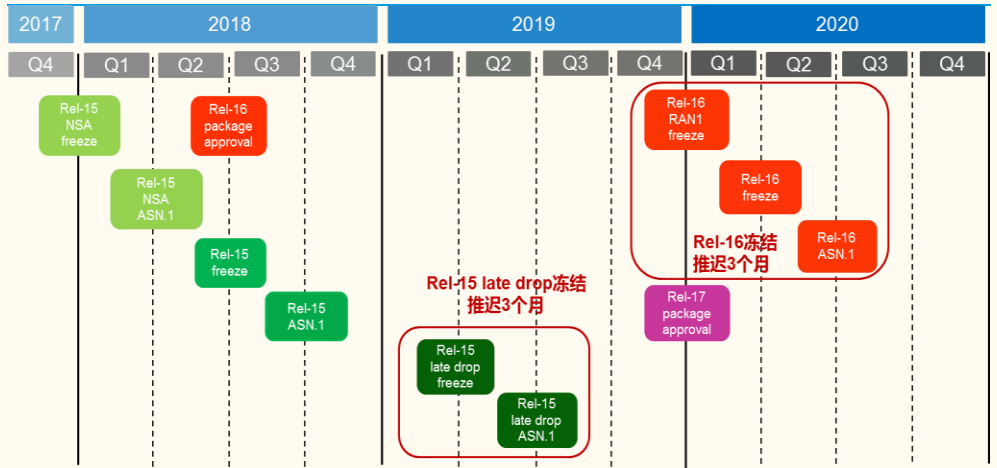 2017
2018
2019
2020
Q4
Q1
Q2
Q3
Q4
Q1
Q2
Q3
Q4
Q1
Q2
Q3
Q4
Rel-15
NSA
freeze
Rel-16
package
approval
Rel-16
RAN1
freeze
Rel-15
NSA
ASN.1
Rel-16
freeze
Rel-15
freeze
Rel-16冻结
推迟3个月
Rel-16
ASN.1
Rel-15 late drop冻结
推迟3个月
Rel-15
ASN.1
Rel-17
package
approval
Rel-15
late drop
freeze
Rel-15
late drop
ASN.1